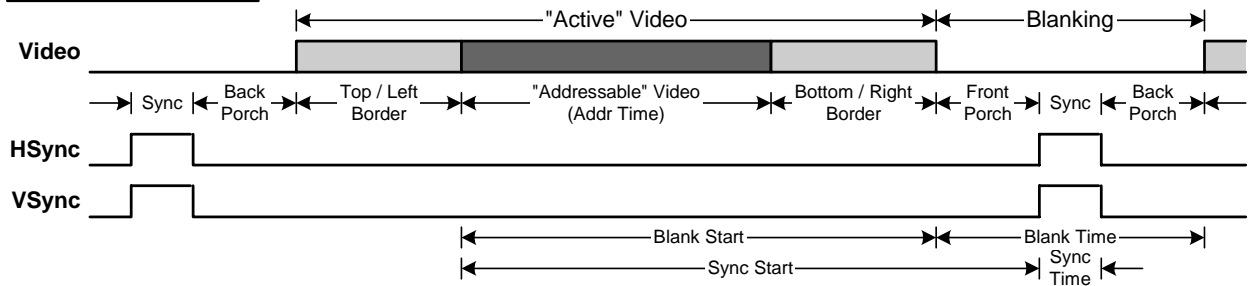 "Active" Video
Blanking
Video
Sync
Back
Porch
Top / Left
Border
"Addressable" Video
(Addr Time)
Bottom / Right
Border
Front
Porch
Sync
Back
Porch
HSync
VSync
Blank Start
Blank Time
Sync Start
Sync
Time